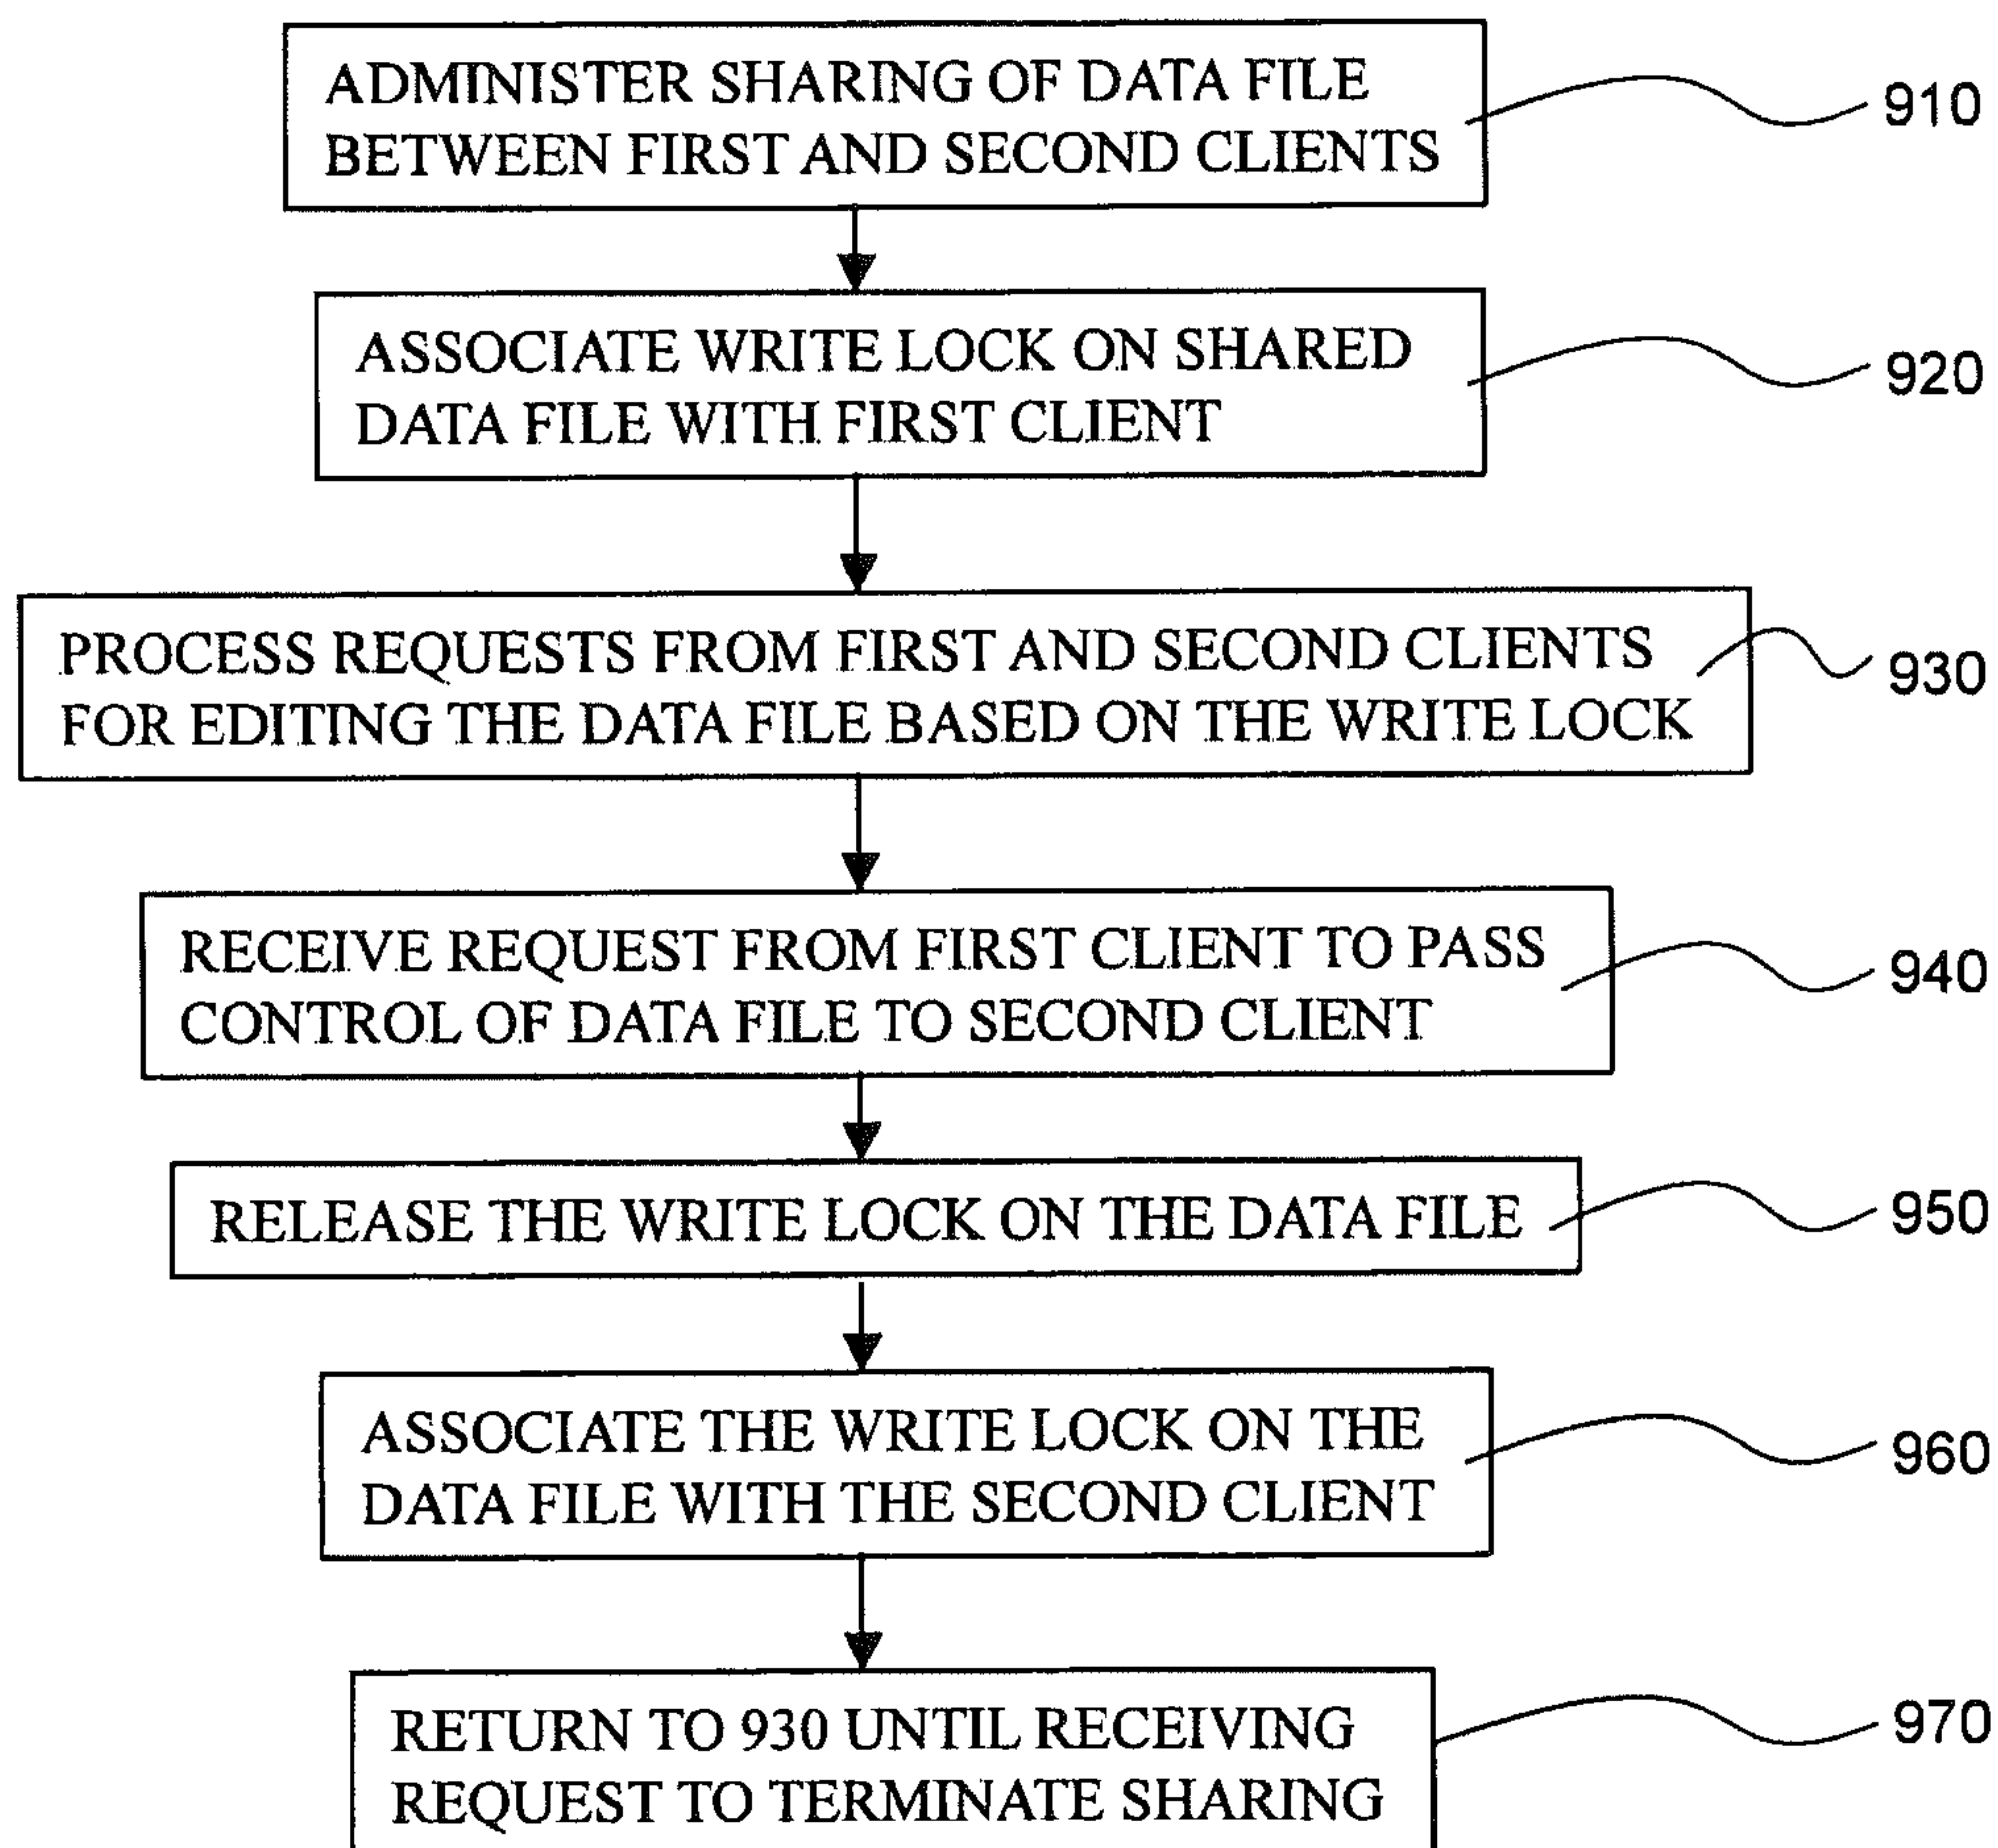 ADMINISTER SHARING OF DATA FILE
BETWEEN FIRST AND SECOND CLIENTS
910
ASSOCIATE WRITE LOCK ON SHARED
DATA FILE WITH FIRST CLIENT
920
PROCESS REQUESTS FROM FIRST AND SECOND CLIENTS
FOR EDITING THE DATA FILE BASED ON THE WRITE LOCK
930
RECEIVE REQUEST FROM FIRST CLIENT TO PASS
CONTROL OF DATA FILE TO SECOND CLIENT
940
RELEASE THE WRITE LOCK ON THE DATA FILE
950
ASSOCIATE THE WRITE LOCK ON THE
DATA FILE WITH THE SECOND CLIENT
960
RETURN TO 930 UNTIL RECEIVING
REQUEST TO TERMINATE SHARING
970